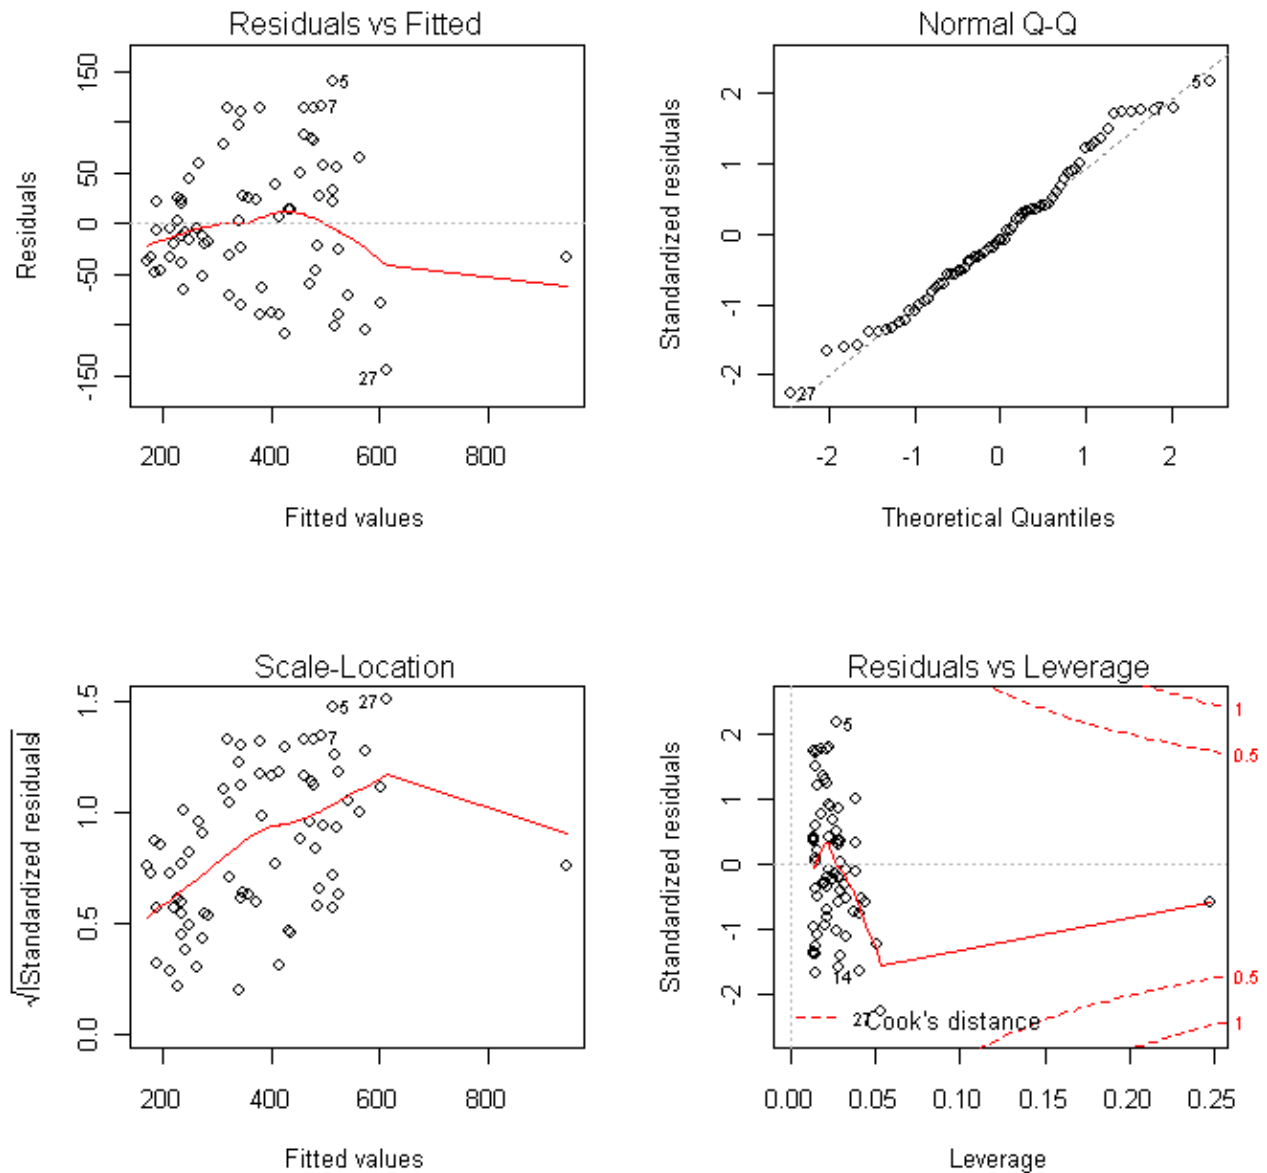 Residuals vs Fitted
Residuals
150
50
0
-50
-150
5
7
27
200 400 600 800
Fitted values
Normal Q-Q
Standardized residuals
2
1
0
-1
-2
5
7
27
-2 -1 0 1 2
Theoretical Quantiles
Scale-Location
√|Standardized residuals|
1.5
1.0
0.5
0.0
27
5
7
200 400 600 800
Fitted values
Residuals vs Leverage
Standardized residuals
2
1
0
-1
-2
5
14
27
Cook's distance
1
0.5
0.5
1
0.00 0.05 0.10 0.15 0.20 0.25
Leverage